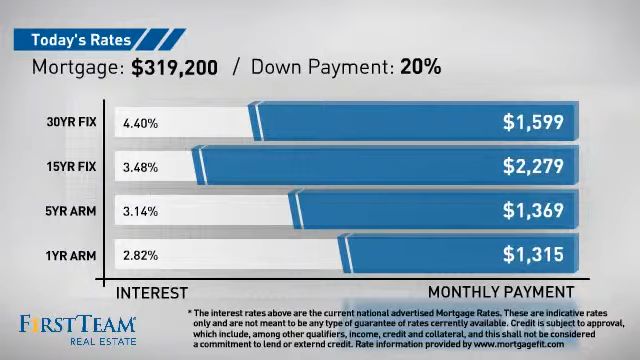 Today's Rates
Mortgage: $319,200 / Down Payment: 20%
30YR FIX 4.40% $1,599
15YR FIX 3.48% $2,279
5YR ARM 3.14% $1,369
1YR ARM 2.82% $1,315
INTEREST MONTHLY PAYMENT
* The interest rates above are the current national advertised Mortgage Rates. These are indicative rates
only and are not meant to be any type of guarantee of rates cerrently available. Credit is subject to approval,
which include, among other qualifiers, income, credit and collateral, and this shall not be considered
a commitment to lend or externd credit. Rate information provided by www.mortgagefit.com
FIRSTTEAM®
REAL ESTATE